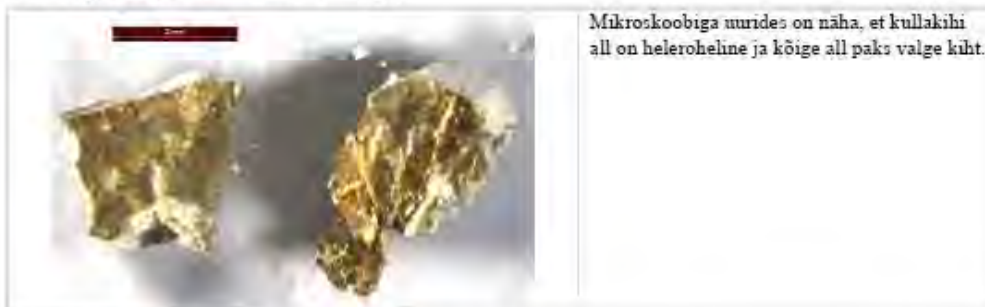 Mikroskoobiga uurides on näha, et kullakihi
all on heleroheline ja kõige all paks valge kiht.